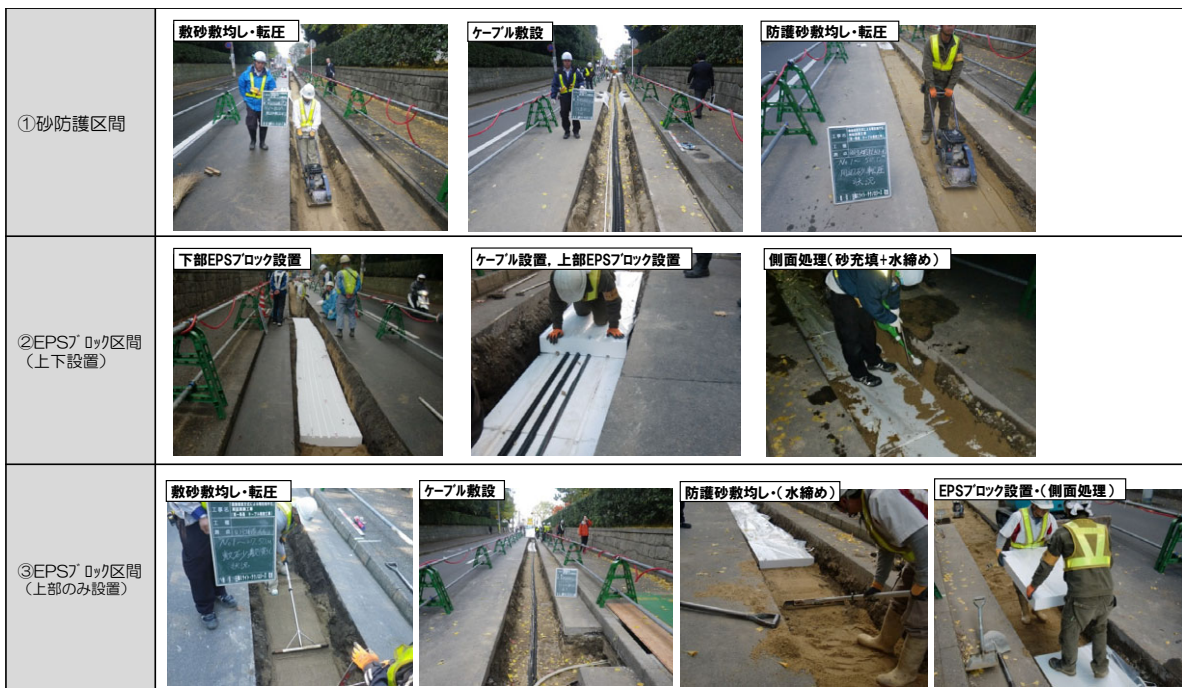 ①砂防護区間
敷砂敷均し・転圧
ケーブル敷設
防護砂敷均し・転圧
②EPSブロック区間
（上下設置）
下部EPSブロック設置
ケーブル設置，上部EPSブロック設置
側面処理（砂充填+水締め）
③EPSブロック区間
（上部のみ設置）
敷砂敷均し・転圧
ケーブル敷設
防護砂敷均し・（水締め）
EPSブロック設置・（側面処理）